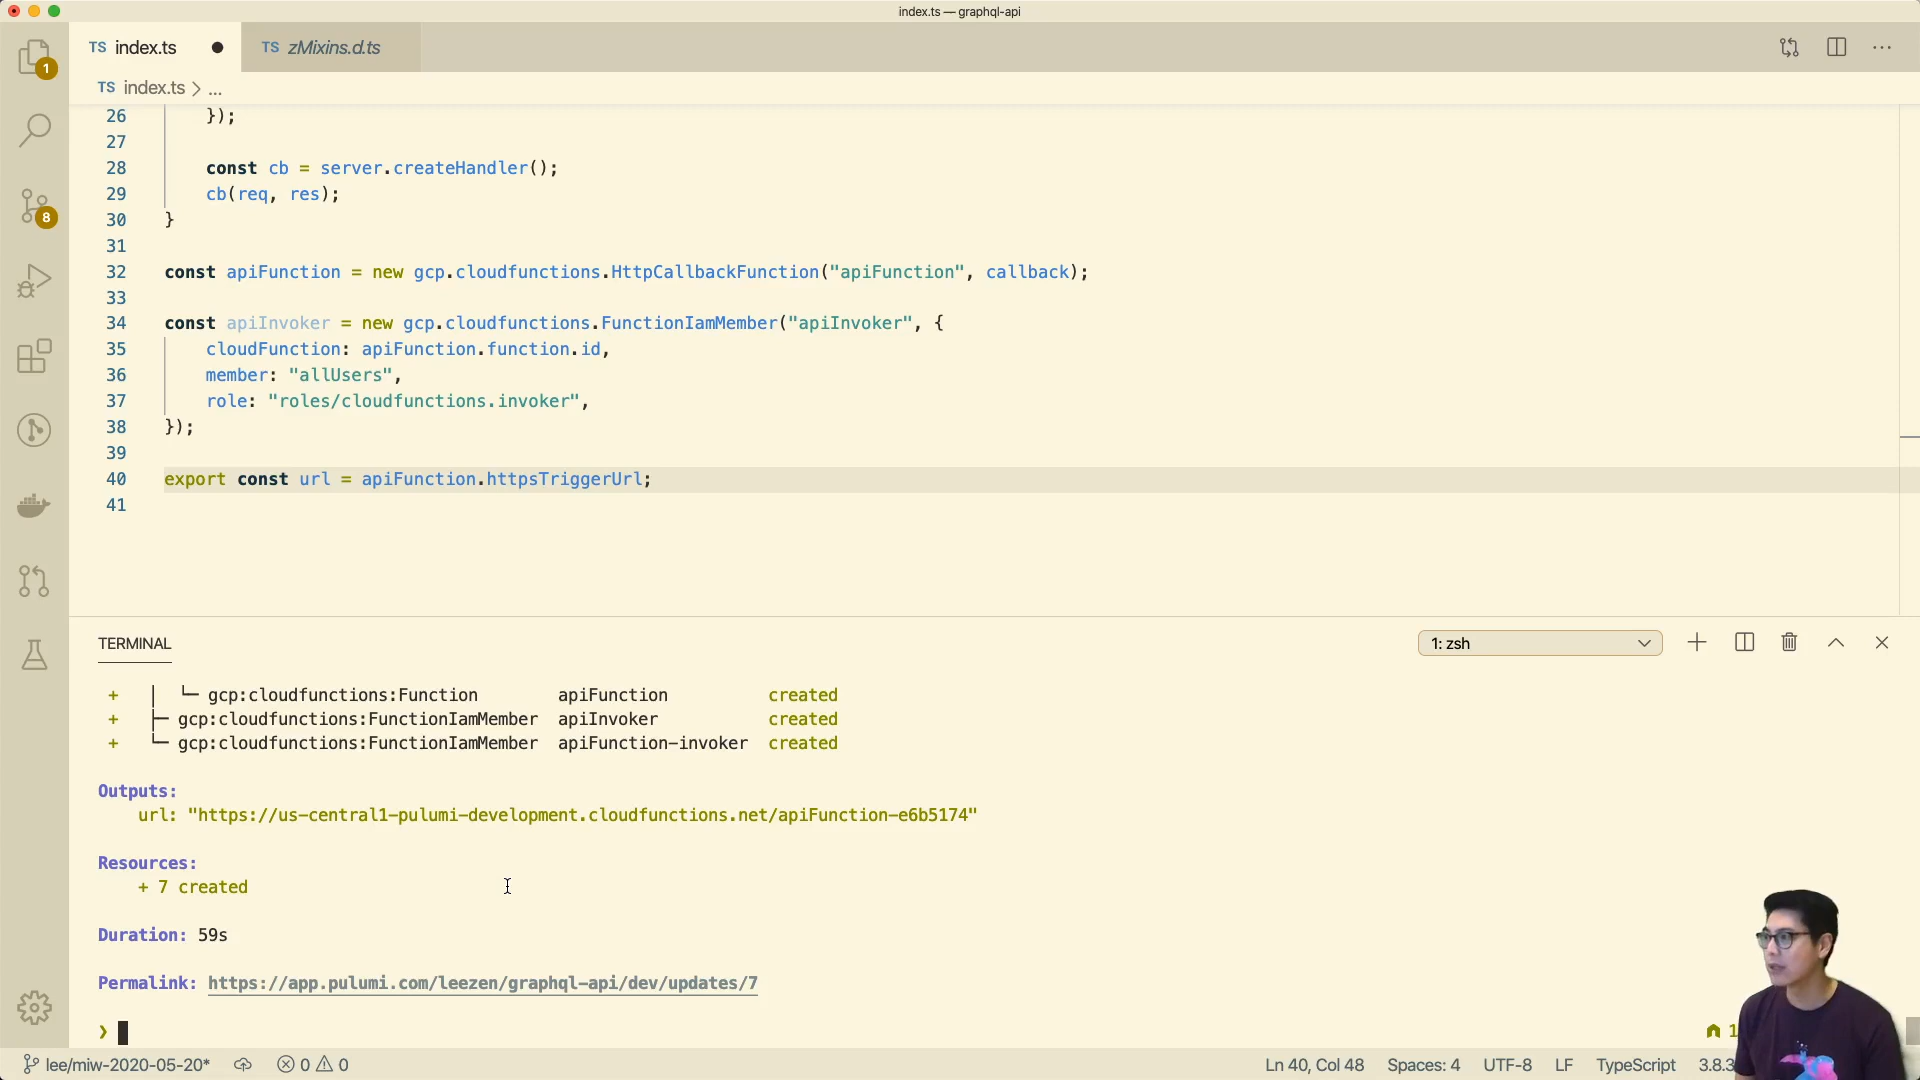 index.ts — graphql-api
TS index.ts
TS zMixins.d.ts
TS index.ts > ...
1
8
26 });
27
28 const cb = server.createHandler();
29 cb(req, res);
30 }
31
32 const apiFunction = new gcp.cloudfunctions.HttpCallbackFunction("apiFunction", callback);
33
34 const apiInvoker = new gcp.cloudfunctions.FunctionIamMember("apiInvoker", {
35 cloudFunction: apiFunction.function.id,
36 member: "allUsers",
37 role: "roles/cloudfunctions.invoker",
38 });
39
40 export const url = apiFunction.httpsTriggerUrl;
41
TERMINAL
1: zsh
+ │ └─ gcp:cloudfunctions:Function apiFunction created
+ ├─ gcp:cloudfunctions:FunctionIamMember apiInvoker created
+ └─ gcp:cloudfunctions:FunctionIamMember apiFunction-invoker created
Outputs:
url: "https://us-central1-pulumi-development.cloudfunctions.net/apiFunction-e6b5174"
Resources:
+ 7 created
Duration: 59s
Permalink: https://app.pulumi.com/leezen/graphql-api/dev/updates/7
❯
1
lee/miw-2020-05-20* 0 0 Ln 40, Col 48 Spaces: 4 UTF-8 LF TypeScript 3.8.3